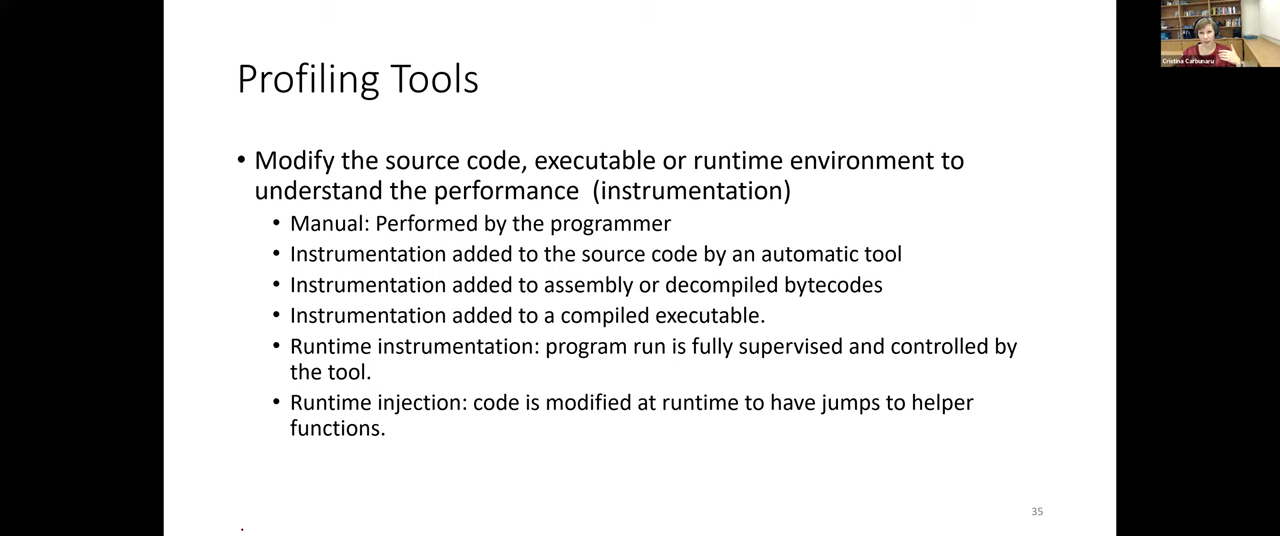 Profiling Tools
• Modify the source code, executable or runtime environment to
understand the performance (instrumentation)
• Manual: Performed by the programmer
• Instrumentation added to the source code by an automatic tool
• Instrumentation added to assembly or decompiled bytecodes
• Instrumentation added to a compiled executable.
• Runtime instrumentation: program run is fully supervised and controlled by
the tool.
• Runtime injection: code is modified at runtime to have jumps to helper
functions.
35
Cristina Carbunaru